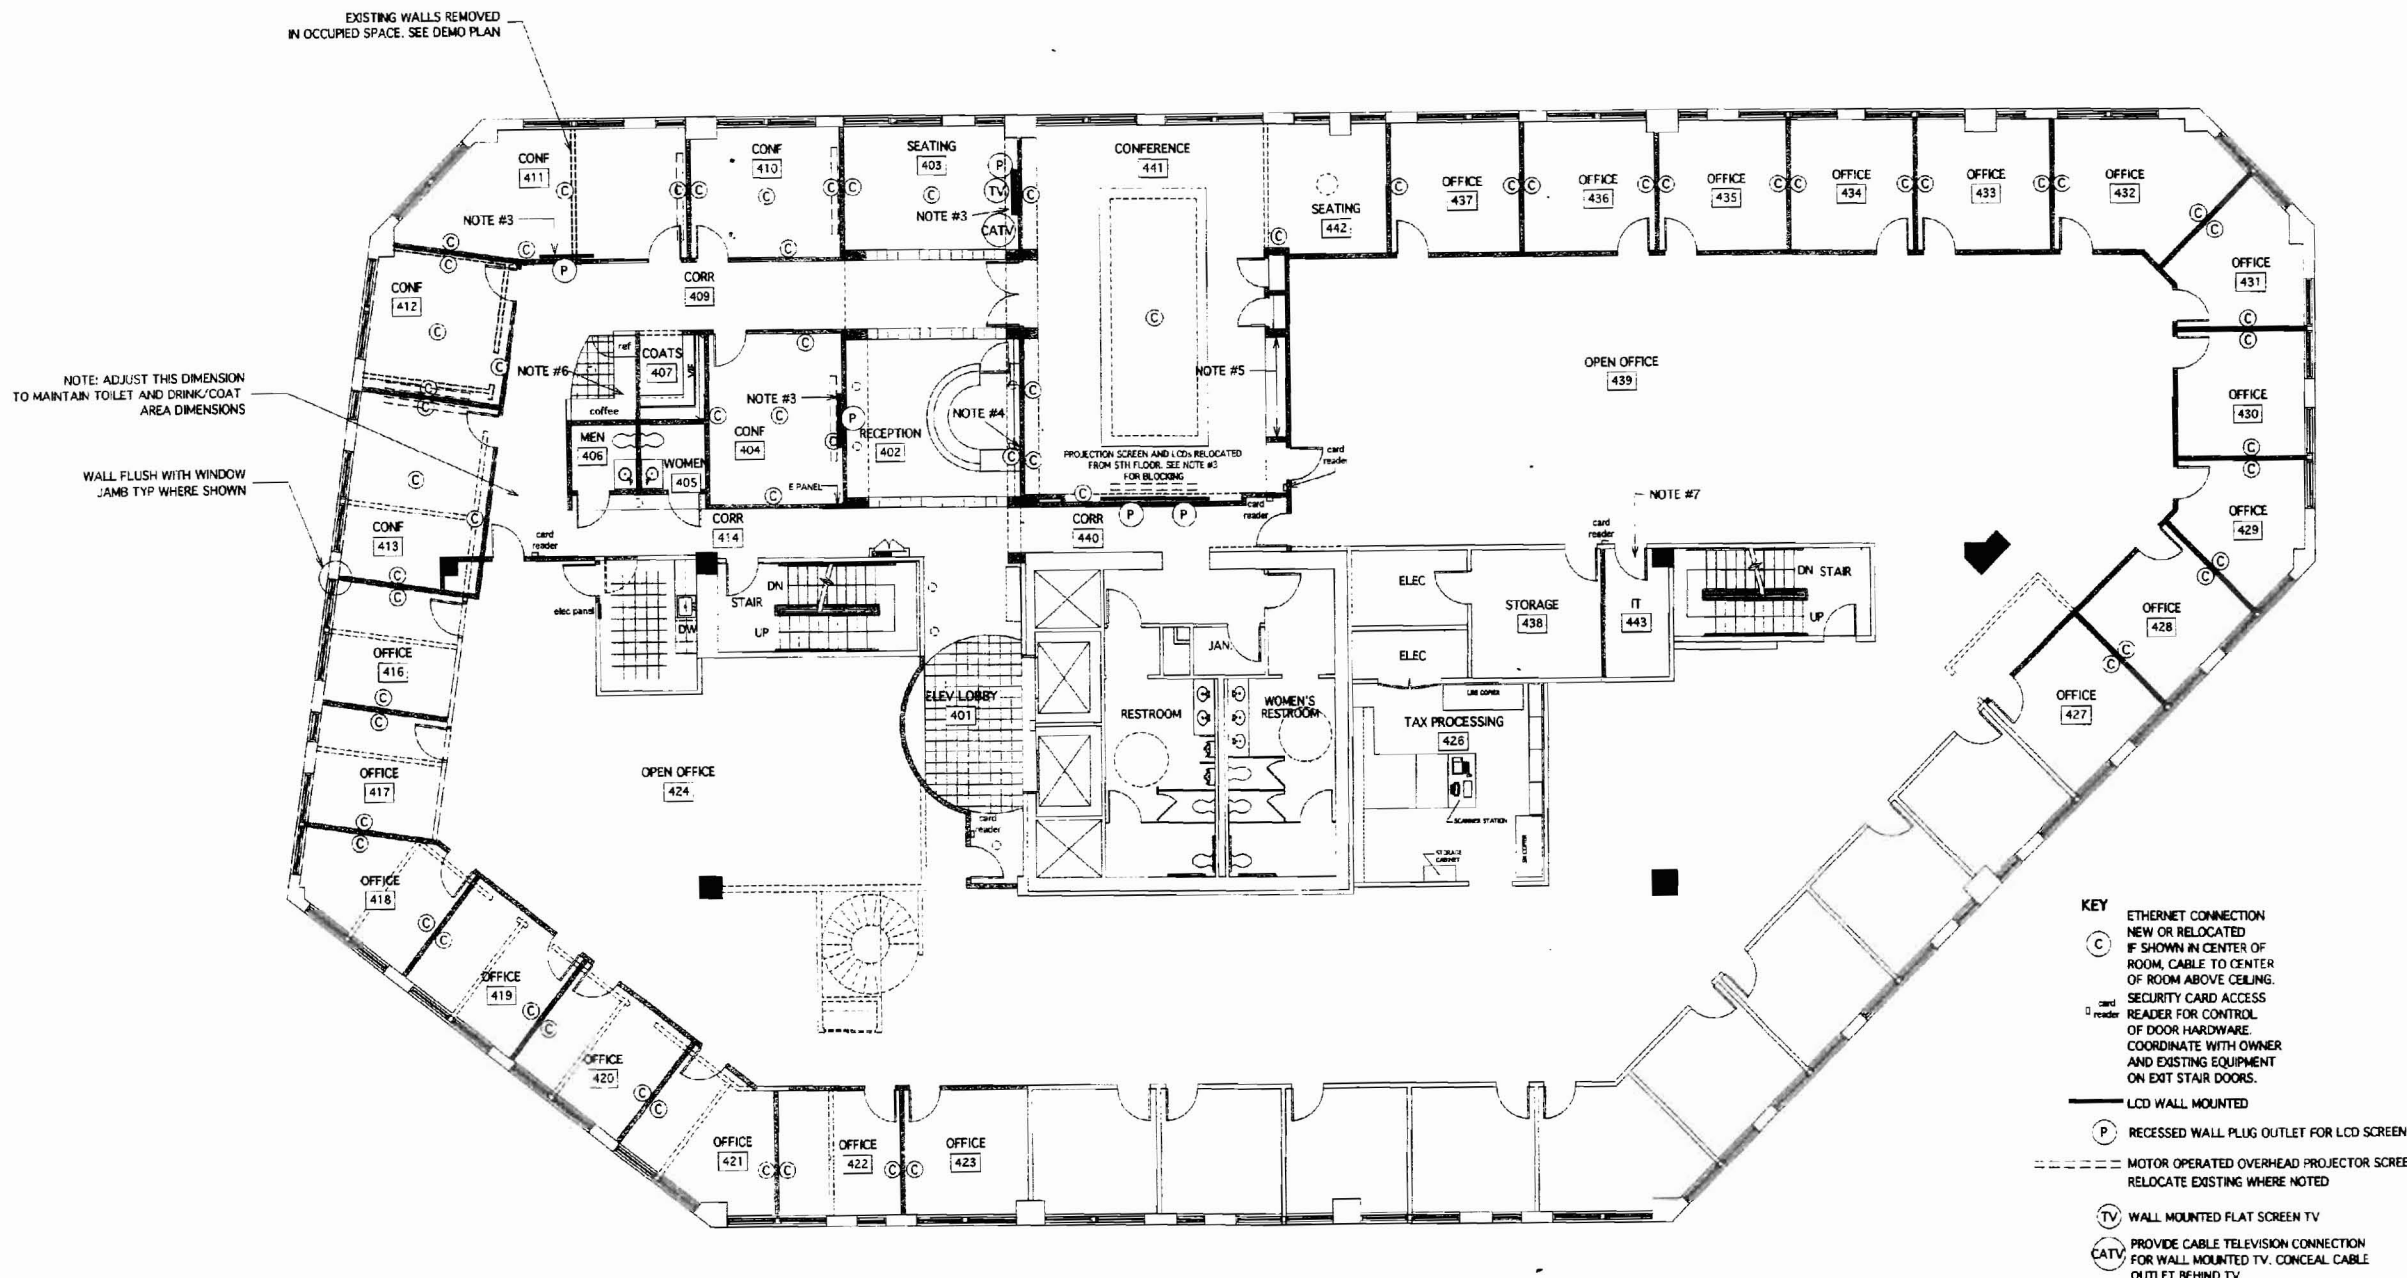 EXISTING WALLS REMOVED
IN OCCUPIED SPACE. SEE DEMO PLAN
CONF
411
NOTE #3
C
C
C
C
P
C
CONF
410
C
C
C
C
SEATING
403
C
C
P
TV
NOTE #3
CATV
C
CONFERENCE
441
C
SEATING
442
C
C
OFFICE
437
C
C
OFFICE
436
C
C
OFFICE
435
C
C
OFFICE
434
C
C
OFFICE
433
C
C
OFFICE
432
C
C
OFFICE
431
C
C
OFFICE
430
C
C
OFFICE
429
C
C
OFFICE
428
C
C
OFFICE
427
CONF
412
C
C
C
C
C
CORR
409
NOTE: ADJUST THIS DIMENSION
TO MAINTAIN TOILET AND DRINK/COAT
AREA DIMENSIONS
WALL FLUSH WITH WINDOW
JAMB TYP WHERE SHOWN
ref
COATS
407
NOTE #6
coffee
MEN
406
WOMEN
405
C
C
NOTE #3
C
CONF
404
C
C
E PANEL
P
RECEPTION
402
NOTE #4
C
C
C
NOTE #5
PROJECTION SCREEN AND LCDs RELOCATED
FROM 5TH FLOOR. SEE NOTE #3
FOR BLOCKING
C
P
P
card
reader
card
reader
OPEN OFFICE
439
NOTE #7
card
reader
C
C
CONF
413
C
C
card
reader
CORR
414
CORR
440
elec panel
DW
STAIR
DN
UP
ELEC
ELEC
STORAGE
438
IT
443
DN
STAIR
UP
JAN.
OFFICE
416
C
C
OFFICE
417
C
C
OFFICE
418
C
C
OFFICE
419
C
C
OFFICE
420
C
C
OFFICE
421
C
C
OFFICE
422
C
C
OFFICE
423
OPEN OFFICE
424
ELEV LOBBY
401
card
reader
RESTROOM
WOMEN'S
RESTROOM
TAX PROCESSING
426
SCANNER STATION
STORAGE
CABINET
KEY
C
ETHERNET CONNECTION
NEW OR RELOCATED
IF SHOWN IN CENTER OF
ROOM, CABLE TO CENTER
OF ROOM ABOVE CEILING.
card
reader
SECURITY CARD ACCESS
READER FOR CONTROL
OF DOOR HARDWARE.
COORDINATE WITH OWNER
AND EXISTING EQUIPMENT
ON EXIT STAIR DOORS.
LCD WALL MOUNTED
P
RECESSED WALL PLUG OUTLET FOR LCD SCREEN
MOTOR OPERATED OVERHEAD PROJECTOR SCREE
RELOCATE EXISTING WHERE NOTED
TV
WALL MOUNTED FLAT SCREEN TV
CATV
PROVIDE CABLE TELEVISION CONNECTION
FOR WALL MOUNTED TV. CONCEAL CABLE
OUTLET BEHIND TV